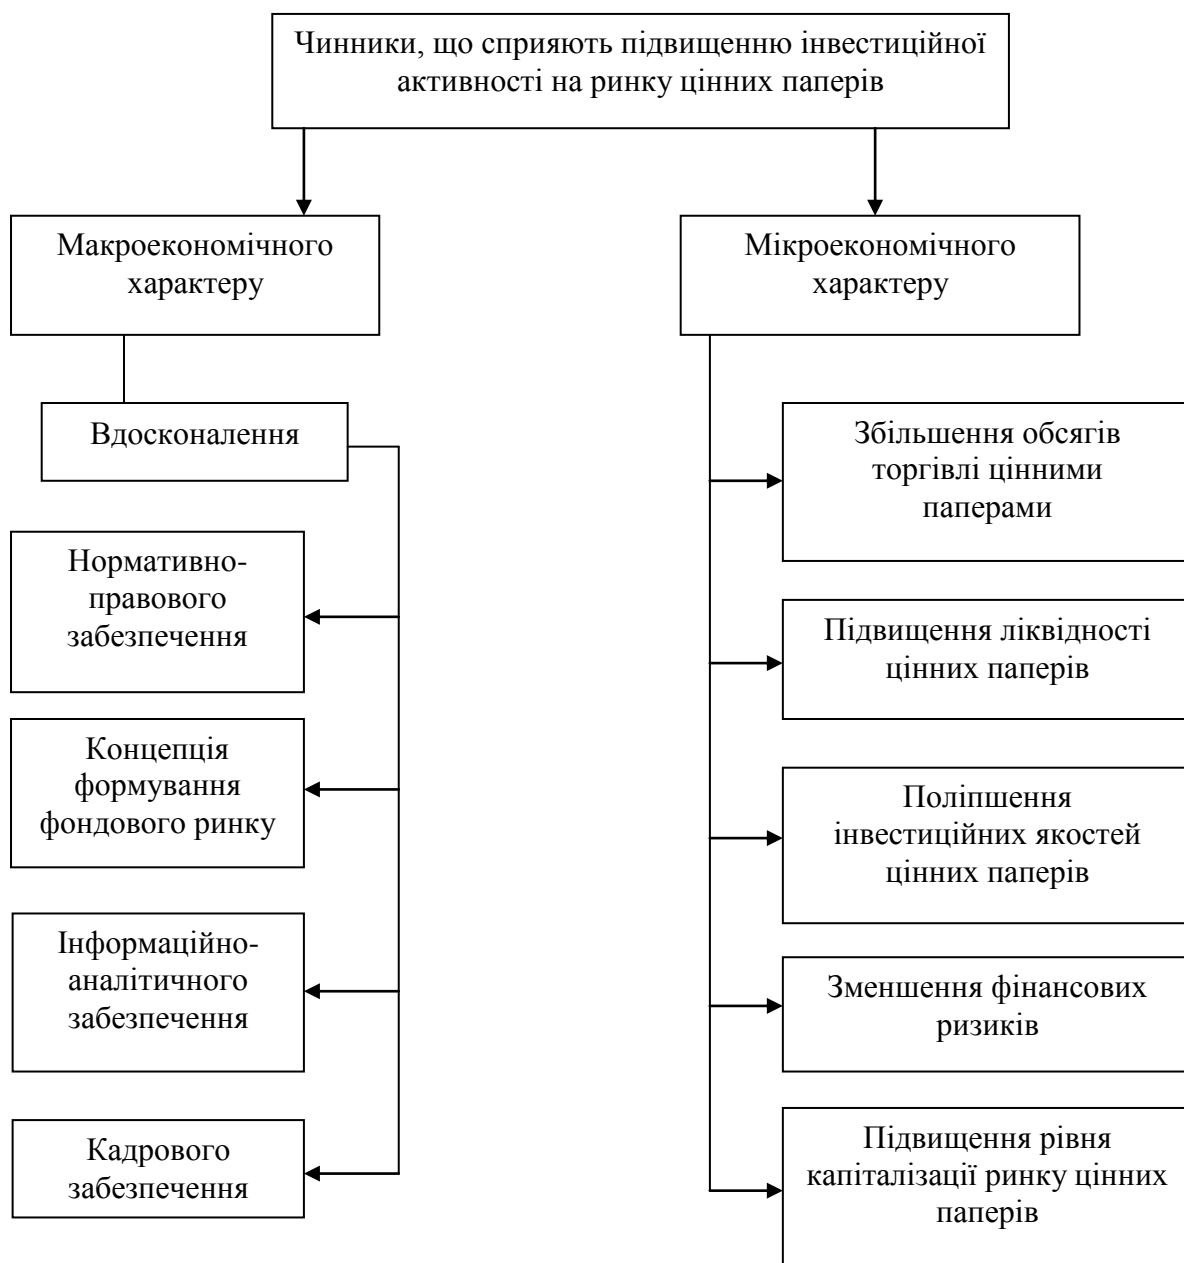 Чинники, що сприяють підвищенню інвестиційної
активності на ринку цінних паперів
Макроекономічного
характеру
Вдосконалення
Нормативно-
правового
забезпечення
Концепція
формування
фондового ринку
Інформаційно-
аналітичного
забезпечення
Кадрового
забезпечення
Мікроекономічного
характеру
Збільшення обсягів
торгівлі цінними
паперами
Підвищення ліквідності
цінних паперів
Поліпшення
інвестиційних якостей
цінних паперів
Зменшення фінансових
ризиків
Підвищення рівня
капіталізації ринку цінних
паперів